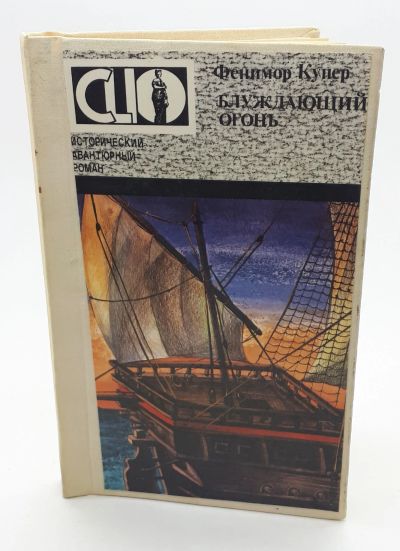 СЦО
ИСТОРИЧЕСКИЙ
АВАНТЮРНЫЙ
РОМАН
Фенимор Купер
БЛУЖДАЮЩИЙ
ОГОНЬ